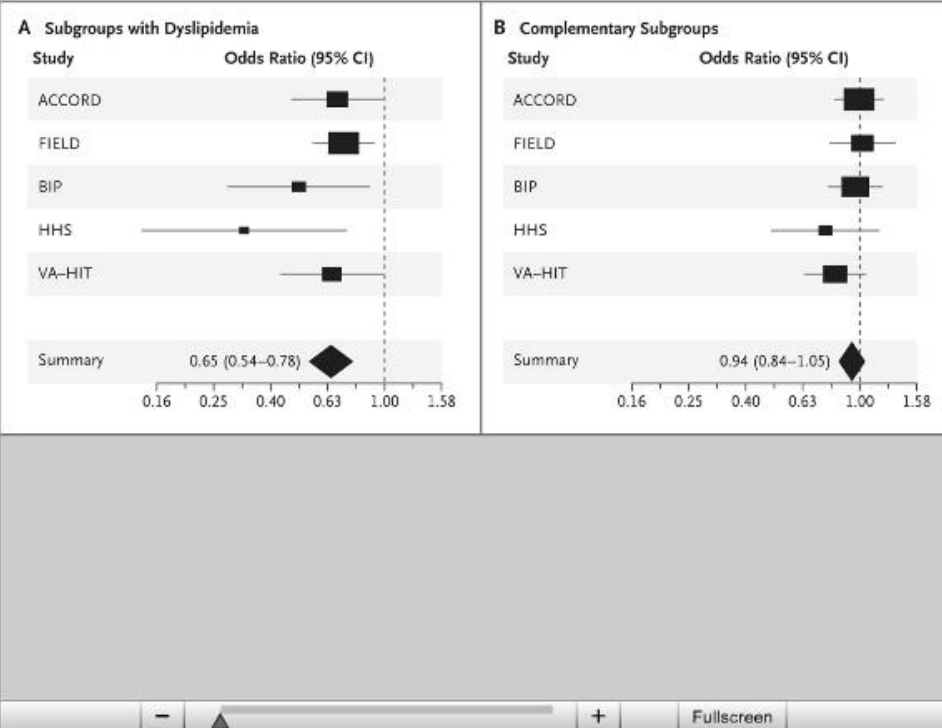 A Subgroups with Dyslipidemia
Study Odds Ratio (95% CI)
ACCORD
FIELD
BIP
HHS
VA–HIT
Summary 0.65 (0.54–0.78)
0.16 0.25 0.40 0.63 1.00 1.58
B Complementary Subgroups
Study Odds Ratio (95% CI)
ACCORD
FIELD
BIP
HHS
VA–HIT
Summary 0.94 (0.84–1.05)
0.16 0.25 0.40 0.63 1.00 1.58
− + Fullscreen